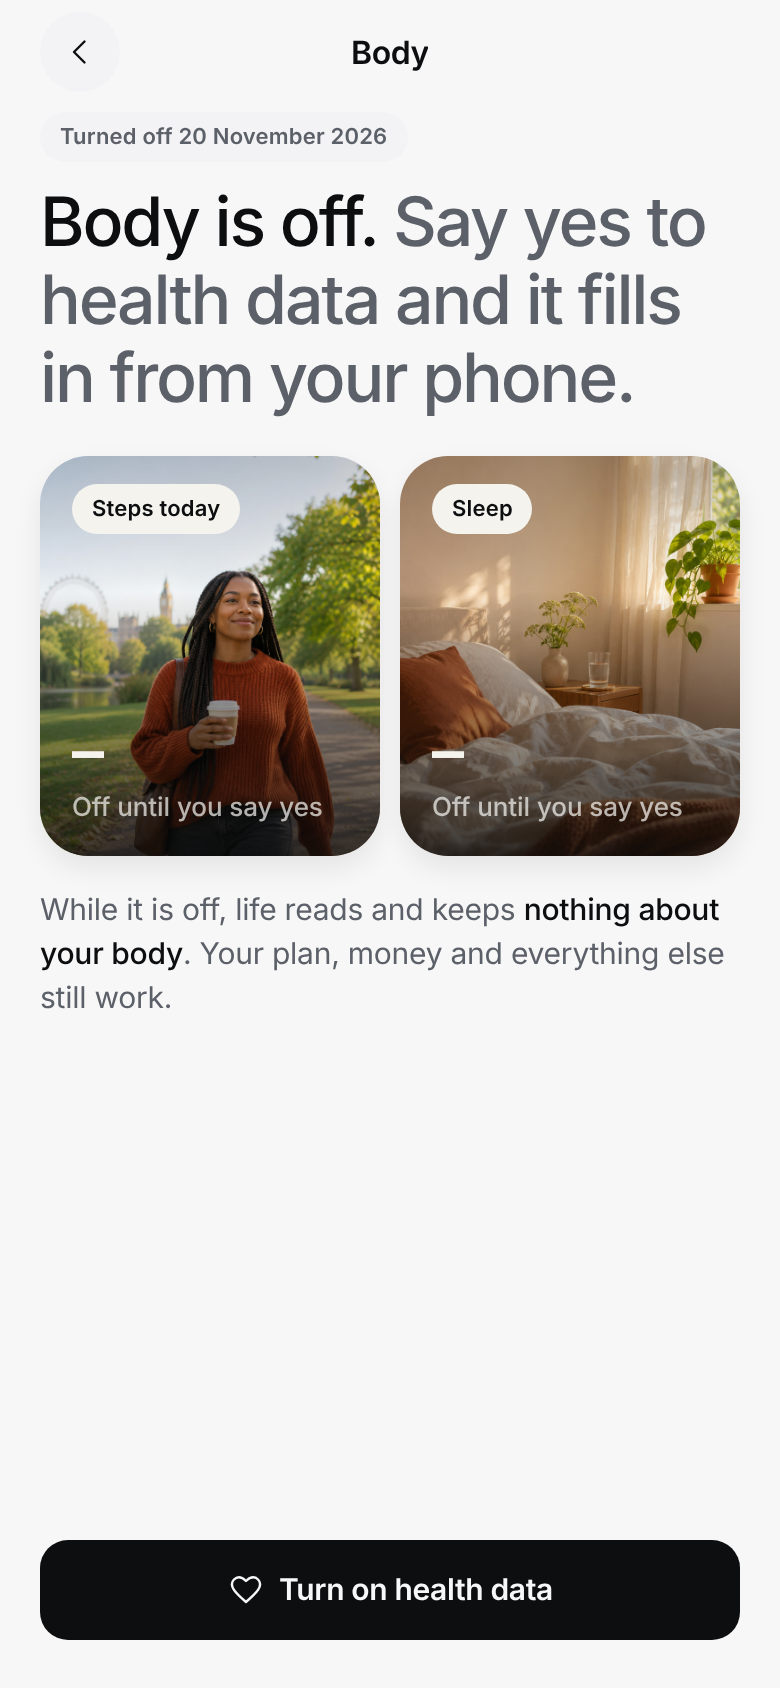 Body
Turned off 20 November 2026
Body is off. Say yes to
health data and it fills
in from your phone.
Steps today
Sleep
–
–
Off until you say yes
Off until you say yes
While it is off, life reads and keeps nothing about
your body. Your plan, money and everything else
still work.
Turn on health data